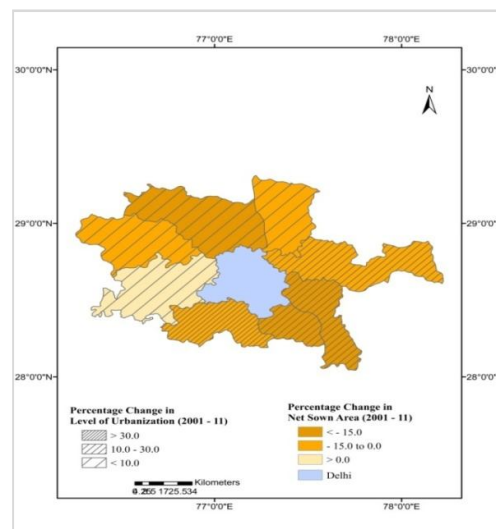 77°0'0"E 78°0'0"E
30°0'0"N 30°0'0"N
N
29°0'0"N 29°0'0"N
28°0'0"N 28°0'0"N
Percentage Change in
Level of Urbanization (2001 - 11)
> 30.0
10.0 - 30.0
< 10.0
Percentage Change in
Net Sown Area (2001 - 11)
< - 15.0
- 15.0 to 0.0
> 0.0
Delhi
Kilometers
77°0'0"E 78°0'0"E